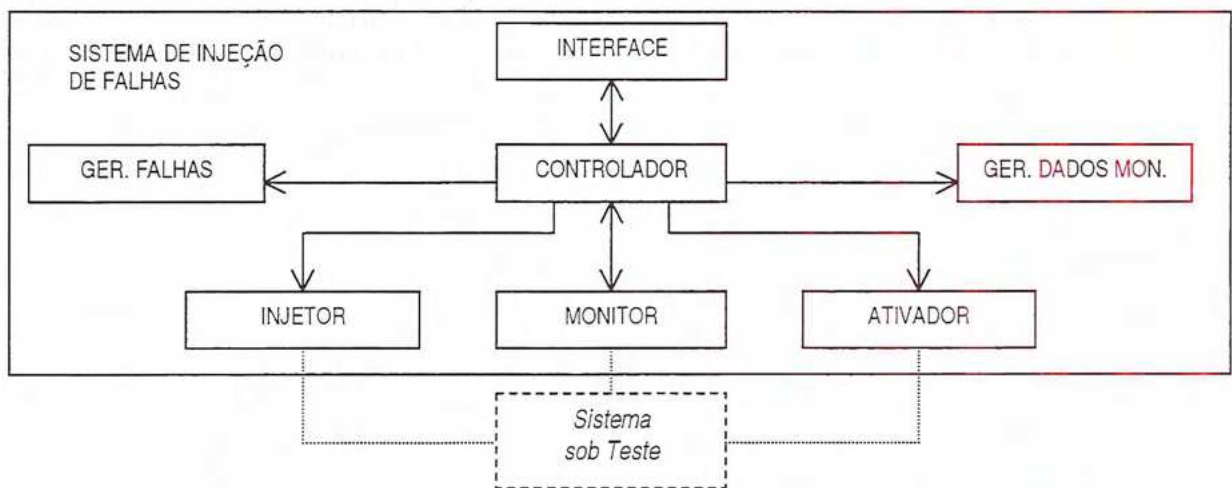 SISTEMA DE INJEÇÃO
DE FALHAS
INTERFACE
GER. FALHAS
CONTROLADOR
GER. DADOS MON.
INJETOR
MONITOR
ATIVADOR
Sistema
sob Teste